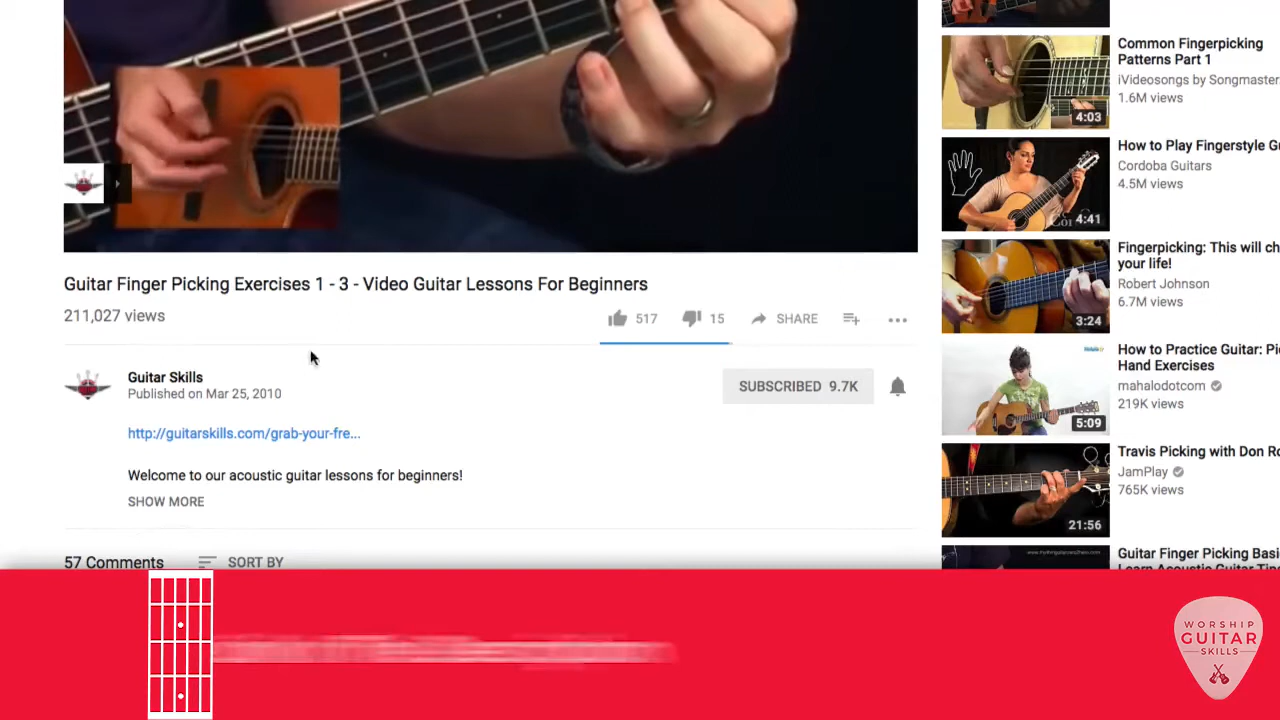 Guitar Finger Picking Exercises 1 - 3 - Video Guitar Lessons For Beginners
211,027 views
517
15
SHARE
Guitar Skills
Published on Mar 25, 2010
SUBSCRIBED 9.7K
http://guitarskills.com/grab-your-fre...
Welcome to our acoustic guitar lessons for beginners!
SHOW MORE
57 Comments
SORT BY
Common Fingerpicking
Patterns Part 1
iVideosongs by Songmaster
1.6M views
4:03
How to Play Fingerstyle
Cordoba Guitars
4.5M views
4:41
Fingerpicking: This will
your life!
Robert Johnson
6.7M views
3:24
How to Practice Guitar:
Hand Exercises
mahalodotcom
219K views
5:09
Travis Picking with Don
JamPlay
765K views
21:56
Guitar Finger Picking
Learn Acoustic Guitar
WORSHIP
GUITAR
SKILLS